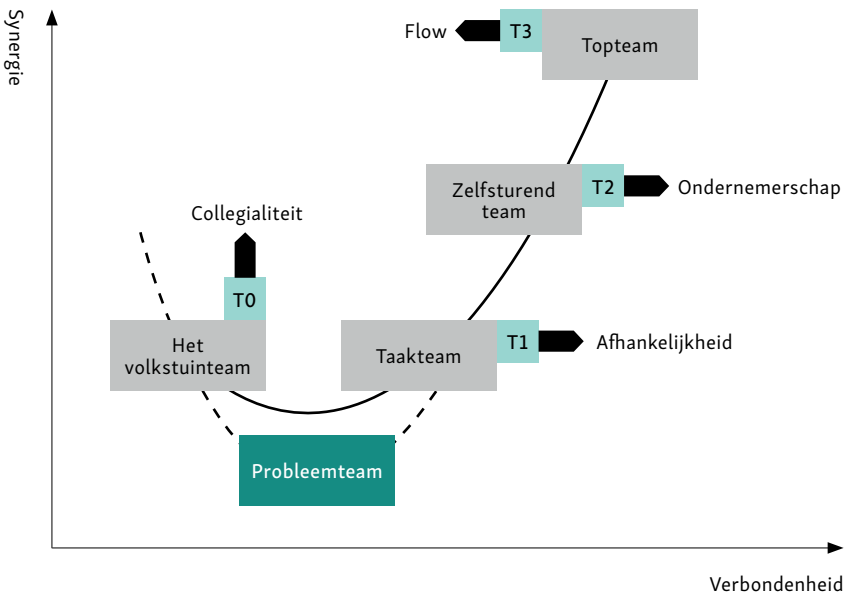 Synergie
Flow
T3
Topteam
Zelfsturend
team
T2
Ondernemerschap
Collegialiteit
T0
Het
volkstuinteam
Taakteam
T1
Afhankelijkheid
Probleemteam
Verbondenheid